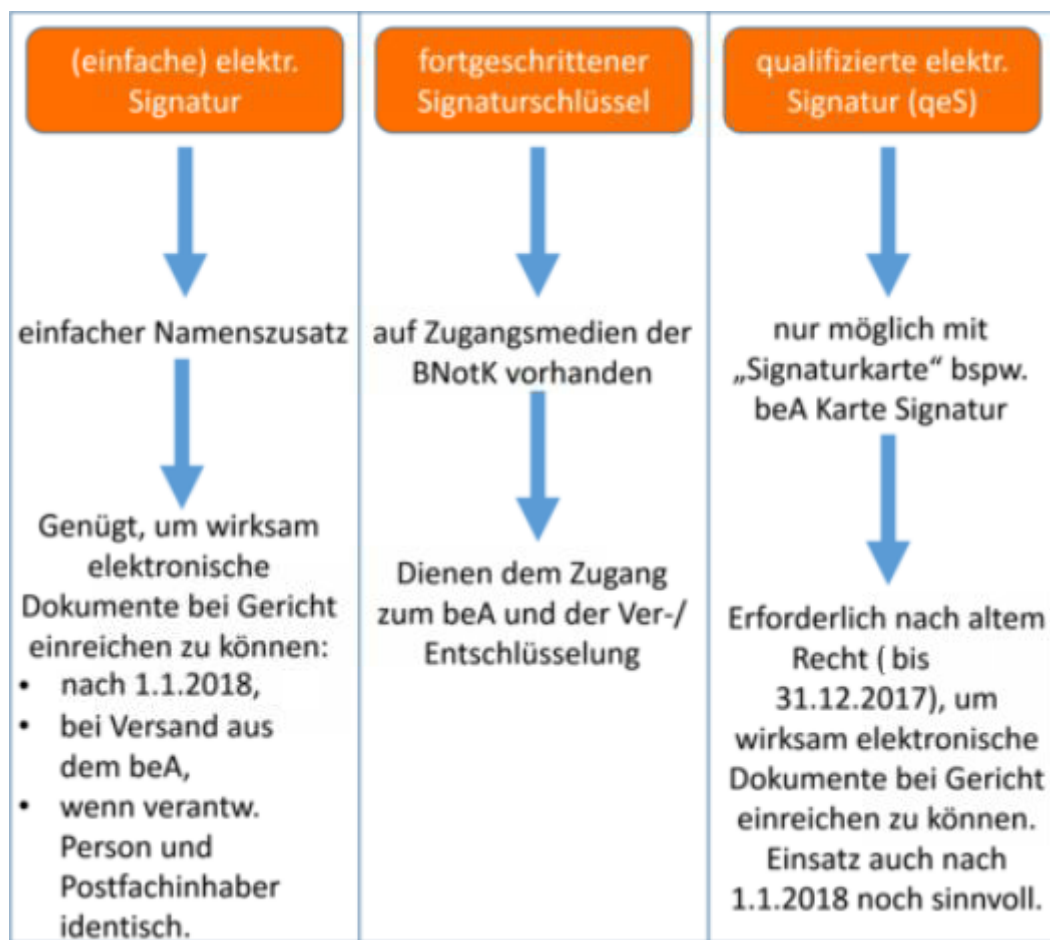 (einfache) elektr.
Signatur
einfacher Namenszusatz
Genügt, um wirksam
elektronische
Dokumente bei Gericht
einreichen zu können:
• nach 1.1.2018,
• bei Versand aus
dem beA,
• wenn verantw.
Person und
Postfachinhaber
identisch.
fortgeschrittener
Signaturschlüssel
auf Zugangsmedien der
BNotK vorhanden
Dienen dem Zugang
zum beA und der Ver-/
Entschlüsselung
qualifizierte elektr.
Signatur (qeS)
nur möglich mit
„Signaturkarte“ bspw.
beA Karte Signatur
Erforderlich nach altem
Recht ( bis
31.12.2017), um
wirksam elektronische
Dokumente bei Gericht
einreichen zu können.
Einsatz auch nach
1.1.2018 noch sinnvoll.